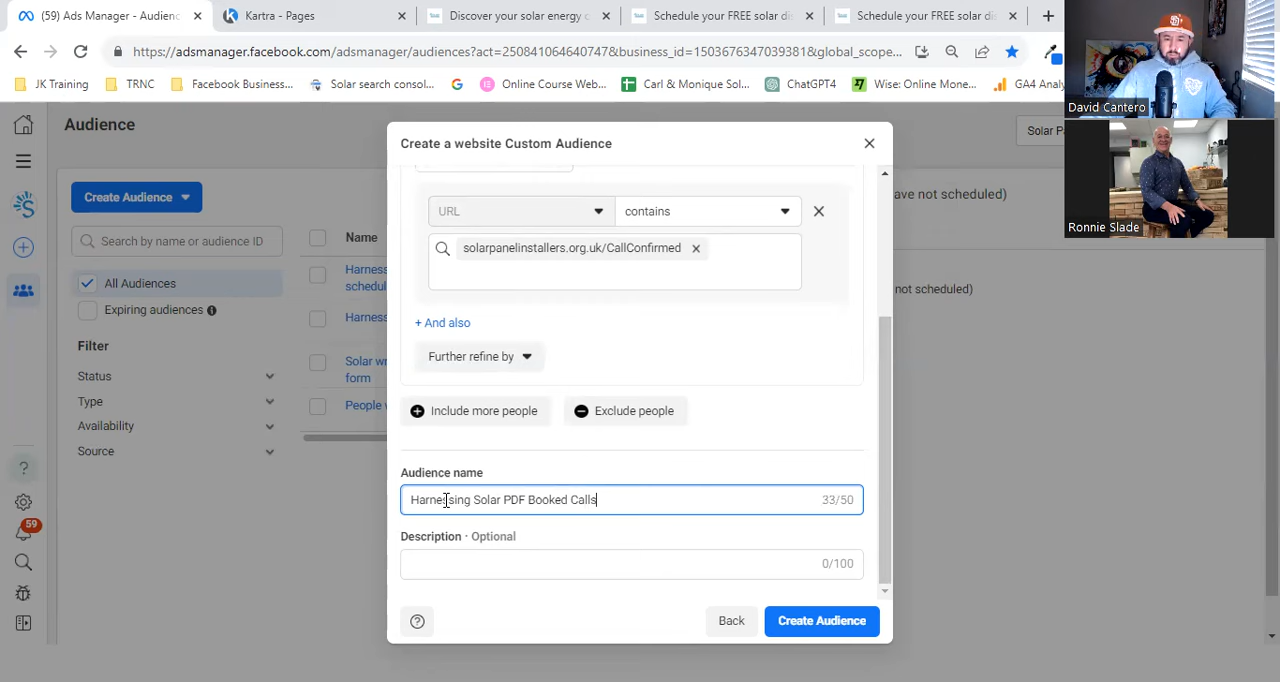 (59) Ads Manager - Audienc
Kartra - Pages
Discover your solar energy c
Schedule your FREE solar dis
Schedule your FREE solar dis
https://adsmanager.facebook.com/adsmanager/audiences?act=250841064640747&business_id=1503676347039381&global_scope...
JK Training
TRNC
Facebook Business...
Solar search consol...
Online Course Web...
Carl & Monique Sol...
ChatGPT4
Wise: Online Mone...
GA4 Analy
David Cantero
Ronnie Slade
Audience
Solar P
Create Audience
Search by name or audience ID
All Audiences
Expiring audiences
Filter
Status
Type
Availability
Source
59
Name
Harness
schedul
Harness
Solar w
form
People v
ave not scheduled)
not scheduled)
Create a website Custom Audience
URL
contains
solarpanelinstallers.org.uk/CallConfirmed
+ And also
Further refine by
Include more people
Exclude people
Audience name
Harnessing Solar PDF Booked Calls
33/50
Description · Optional
0/100
Back
Create Audience